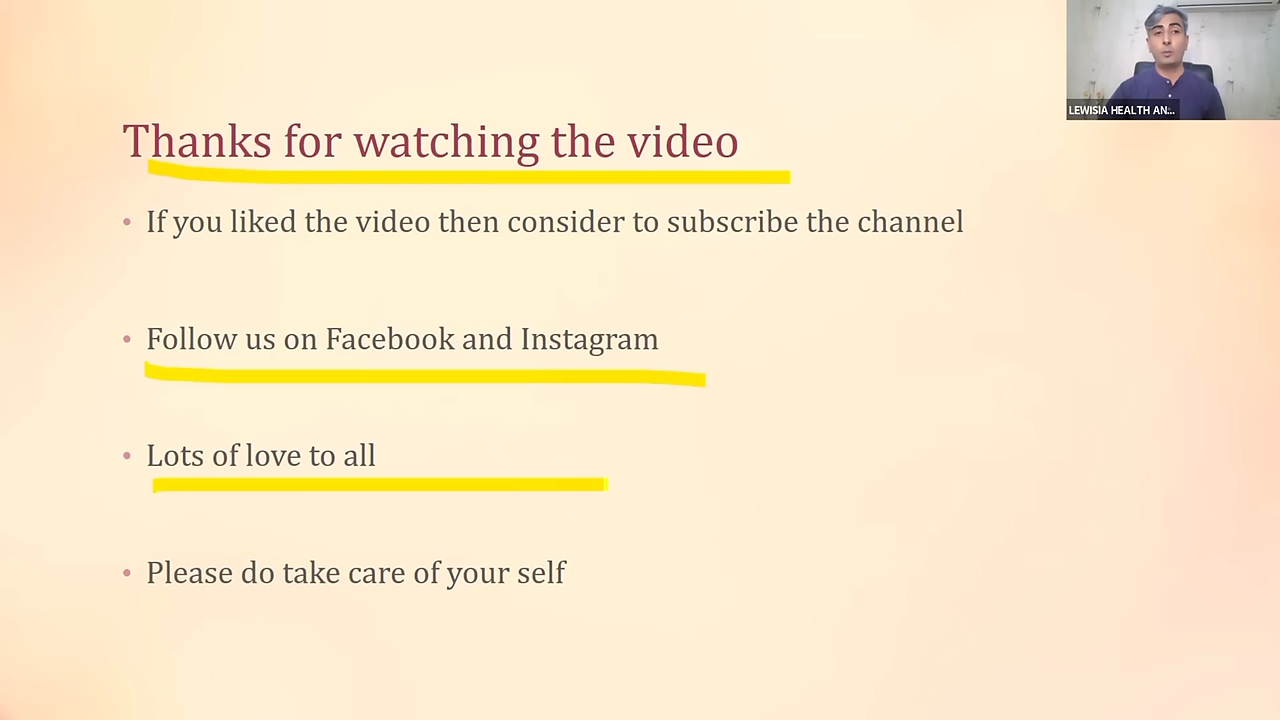 LEWISIA HEALTH AN...
Thanks for watching the video
• If you liked the video then consider to subscribe the channel
• Follow us on Facebook and Instagram
• Lots of love to all
• Please do take care of your self